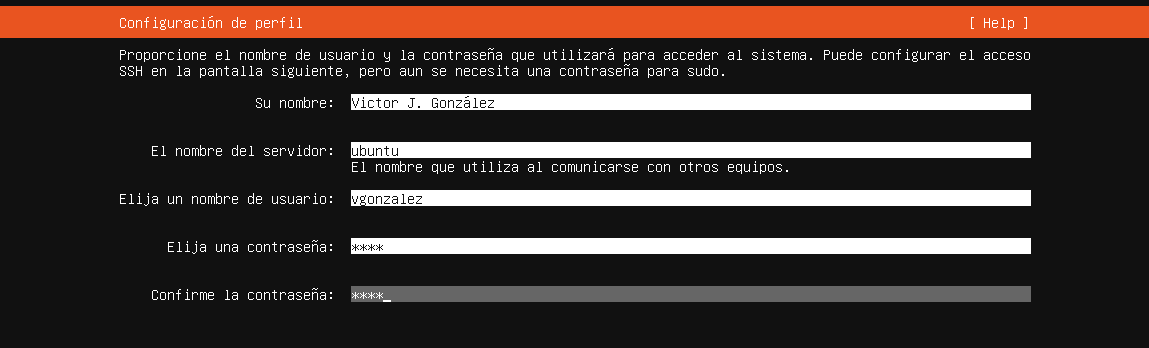 Configuración de perfil [ Help ]
Proporcione el nombre de usuario y la contraseña que utilizará para acceder al sistema. Puede configurar el acceso
SSH en la pantalla siguiente, pero aun se necesita una contraseña para sudo.
Su nombre: Victor J. González
El nombre del servidor: ubuntu
El nombre que utiliza al comunicarse con otros equipos.
Elija un nombre de usuario: vgonzalez
Elija una contraseña: ****
Confirme la contraseña: ****_